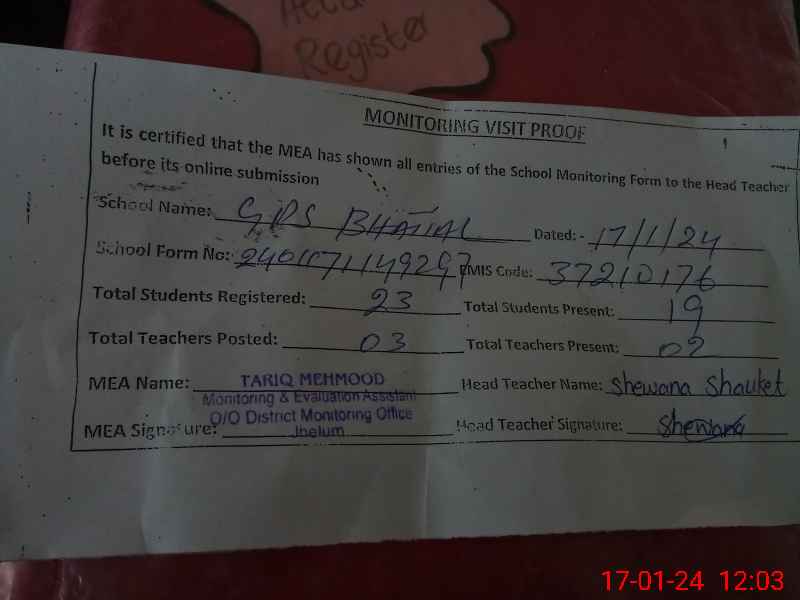 Register
MONITORING VISIT PROOF
It is certified that the MEA has shown all entries of the School Monitoring Form to the Head Teacher
before its online submission
School Name: GPS Dated: - 17/1/24
School Form No: 2401071149297 EMIS Code: 37210176
Total Students Registered: 23 Total Students Present: 19
Total Teachers Posted: 03 Total Teachers Present: 02
MEA Name: TARIQ MEHMOOD Head Teacher Name: Shewana Shauket
Monitoring & Evaluation Assistant
O/O District Monitoring Office
MEA Signature: Jhelum Head Teacher Signature: Shewana
17-01-24 12:03